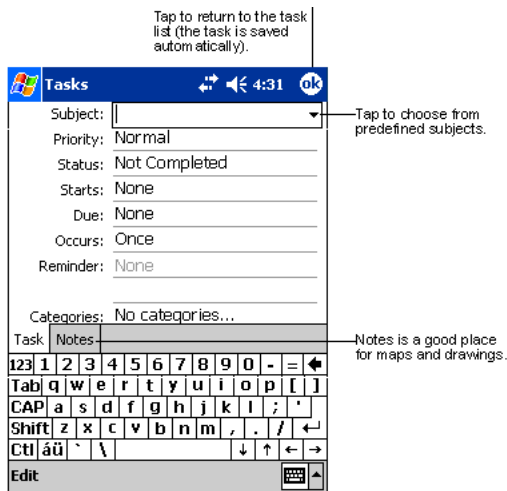 Tap to return to the task
list (the task is saved
automatically).
Tasks 4:31 ok
Subject:
Tap to choose from
predefined subjects.
Priority: Normal
Status: Not Completed
Starts: None
Due: None
Occurs: Once
Reminder: None
Categories: No categories...
Task Notes
Notes is a good place
for maps and drawings.
123 1 2 3 4 5 6 7 8 9 0 - = 
Tab q w e r t y u i o p [ ]
CAP a s d f g h j k l ; '
Shift z x c v b n m , . /
Ctl áü ` \
Edit